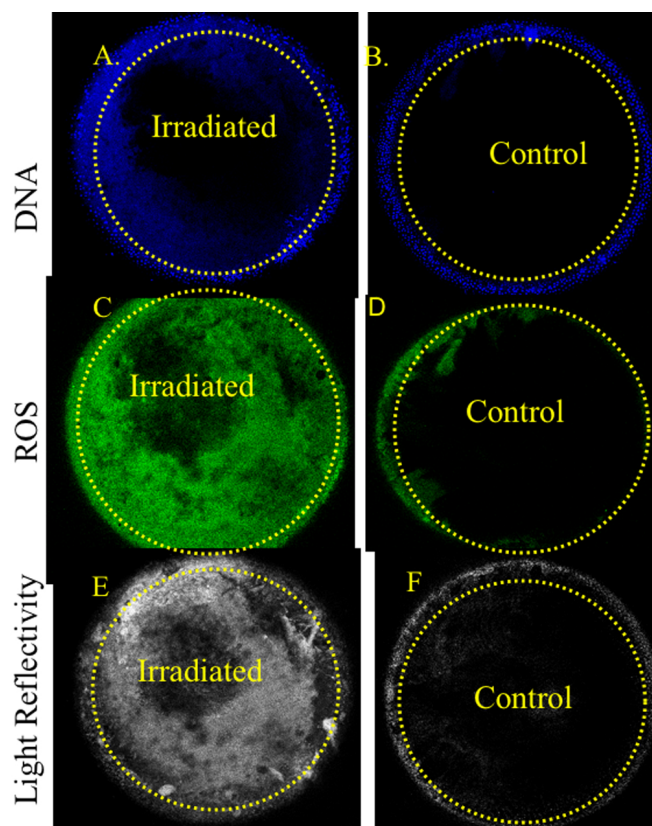 A.
B.
Irradiated
Control
DNA
C
D
Irradiated
Control
ROS
E
F
Irradiated
Control
Light Reflectivity